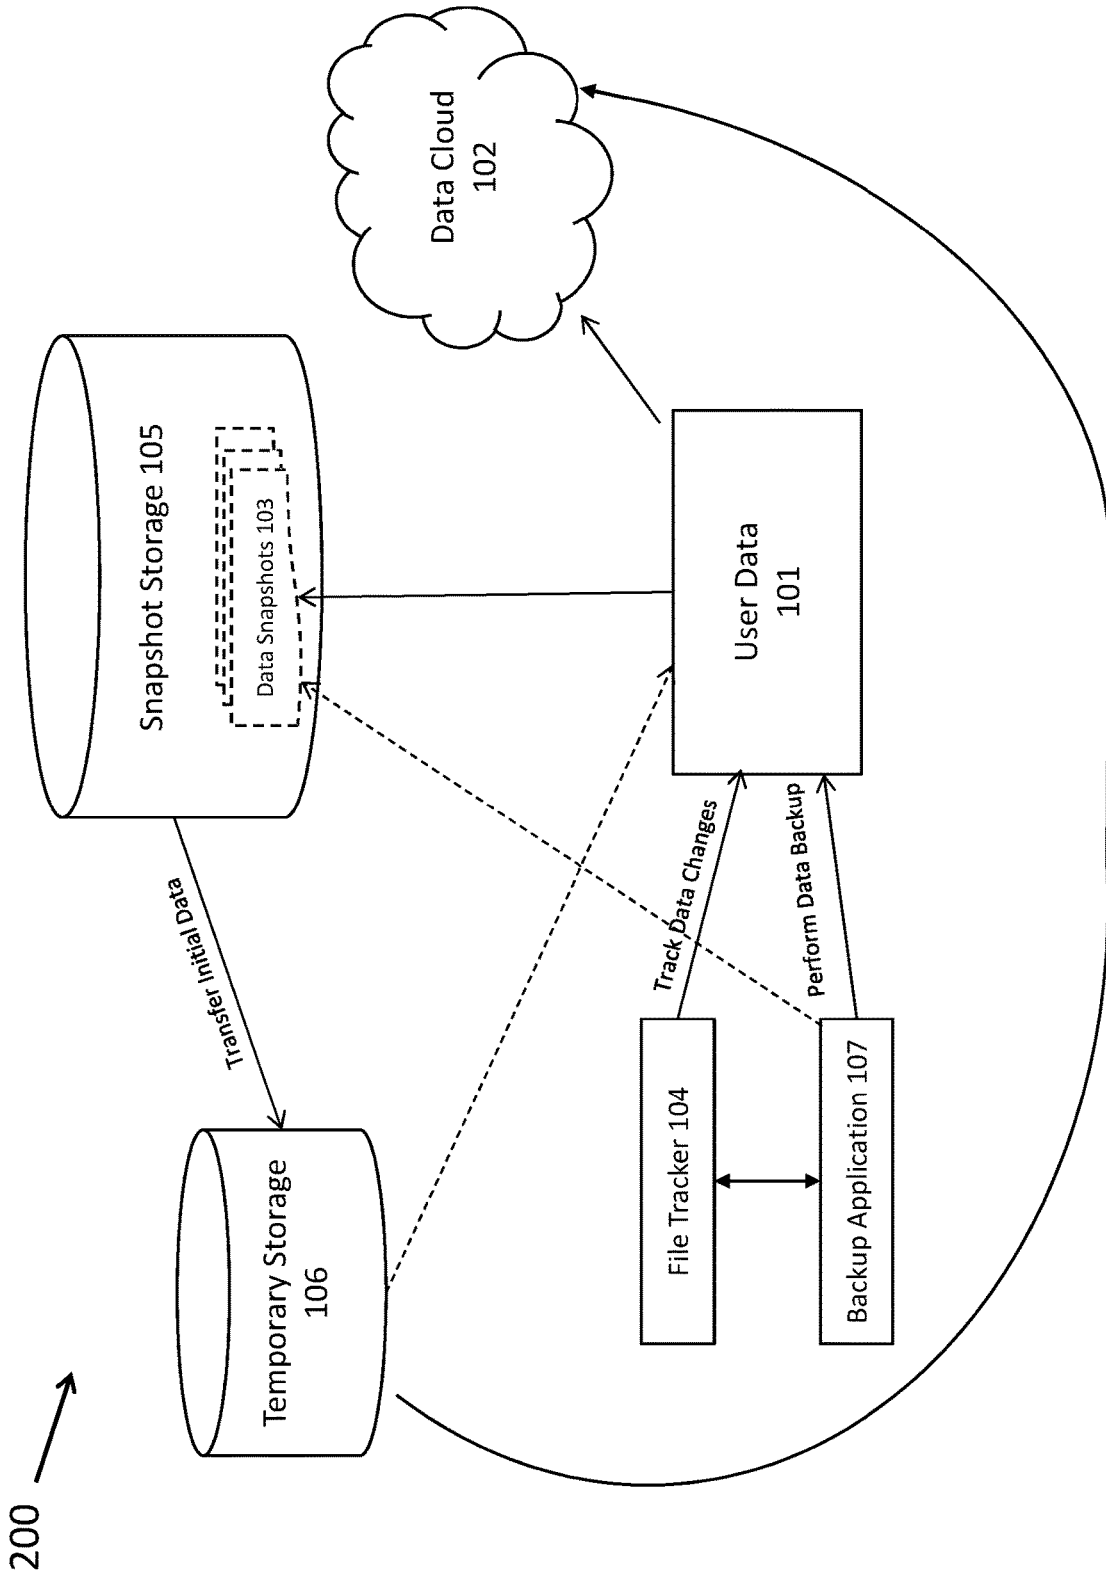 200
Temporary Storage
106
Transfer Initial Data
Snapshot Storage 105
Data Snapshots 103
Data Cloud
102
File Tracker 104
Track Data Changes
User Data
101
Perform Data Backup
Backup Application 107